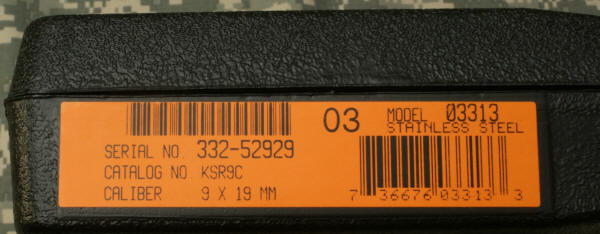 03 MODEL 03313
STAINLESS STEEL
SERIAL NO. 332-52929
CATALOG NO. KSR9C
CALIBER 9 X 19 MM
7 36676 03313 3